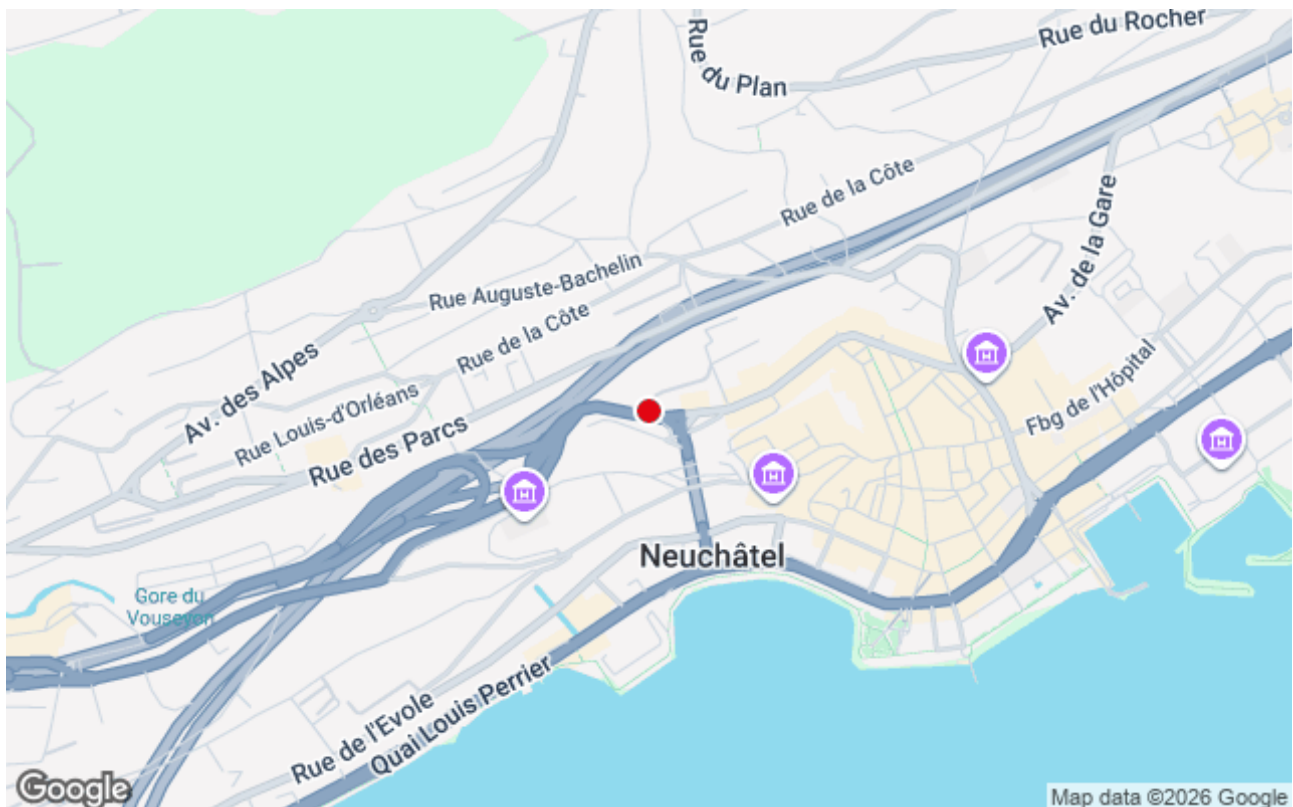 Rue du Rocher
Rue du Plan
Rue de la Côte
Av. de la Gare
Rue Auguste-Bachelin
Rue de la Côte
Av. des Alpes
Rue Louis-d'Orléans
Rue des Parcs
Fbg de l'Hôpital
Neuchâtel
Gore du
Vouseyon
Rue de l'Evole
Quai Louis Perrier
Google
Map data ©2026 Google